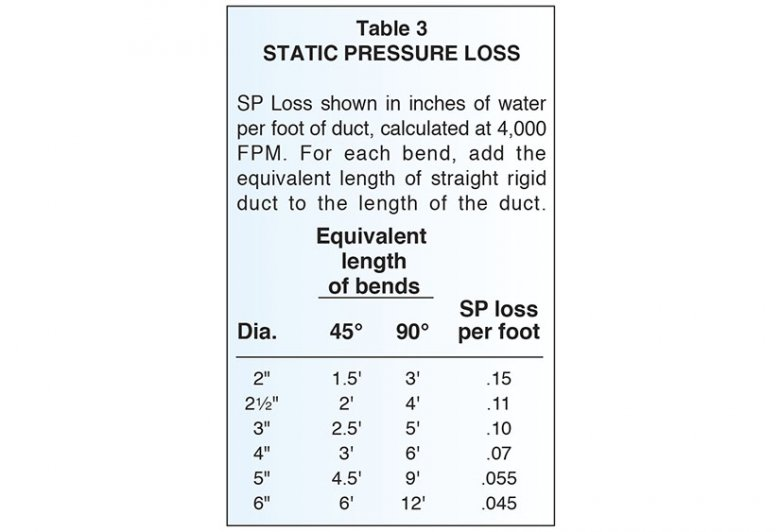 Table 3
STATIC PRESSURE LOSS
SP Loss shown in inches of water
per foot of duct, calculated at 4,000
FPM. For each bend, add the
equivalent length of straight rigid
duct to the length of the duct.
Equivalent
length
of bends
SP loss
Dia. 45° 90° per foot
2" 1.5' 3' .15
2½" 2' 4' .11
3" 2.5' 5' .10
4" 3' 6' .07
5" 4.5' 9' .055
6" 6' 12' .045